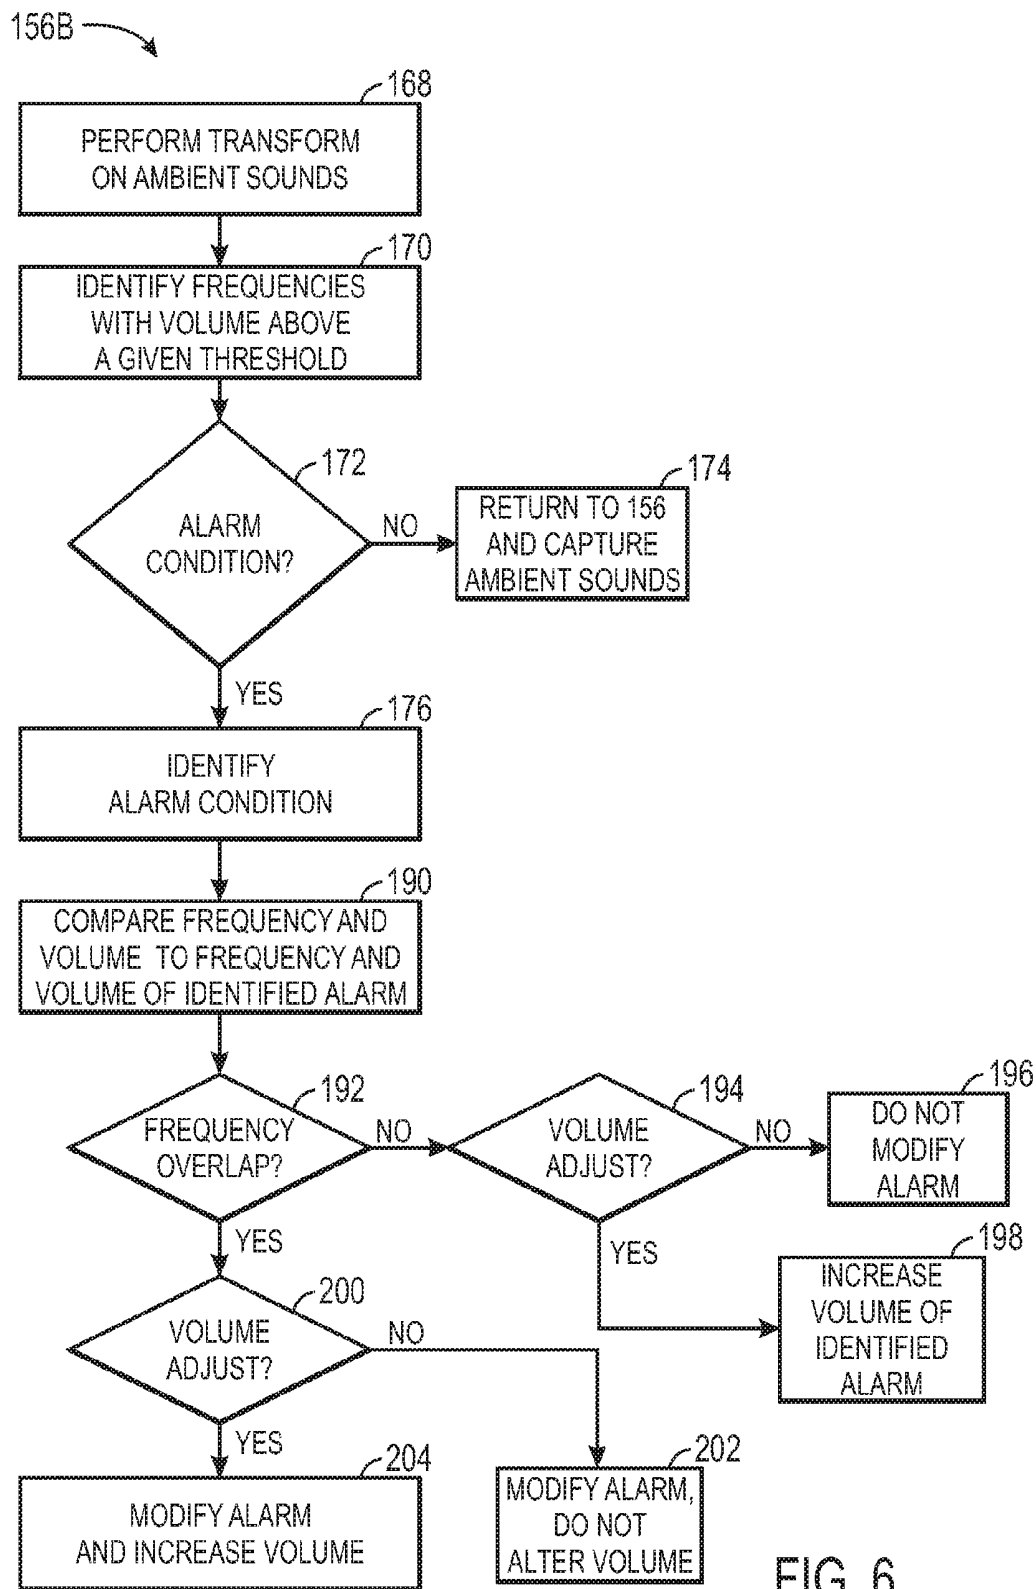 156B
168
PERFORM TRANSFORM
ON AMBIENT SOUNDS
170
IDENTIFY FREQUENCIES
WITH VOLUME ABOVE
A GIVEN THRESHOLD
172
ALARM
CONDITION?
NO
174
RETURN TO 156
AND CAPTURE
AMBIENT SOUNDS
YES
176
IDENTIFY
ALARM CONDITION
190
COMPARE FREQUENCY AND
VOLUME TO FREQUENCY AND
VOLUME OF IDENTIFIED ALARM
192
FREQUENCY
OVERLAP?
NO
194
VOLUME
ADJUST?
NO
196
DO NOT
MODIFY
ALARM
YES
198
INCREASE
VOLUME OF
IDENTIFIED
ALARM
YES
200
VOLUME
ADJUST?
NO
202
MODIFY ALARM,
DO NOT
ALTER VOLUME
YES
204
MODIFY ALARM
AND INCREASE VOLUME
FIG. 6